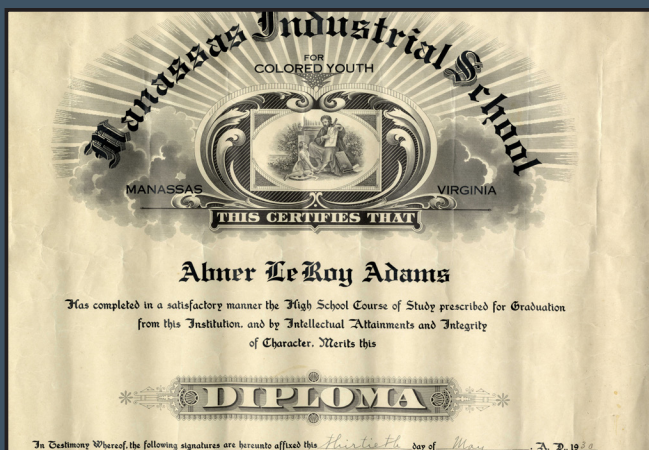 Manassas Industrial School
FOR
COLORED YOUTH
MANASSAS VIRGINIA
THIS CERTIFIES THAT
Abner LeRoy Adams
Has completed in a satisfactory manner the High School Course of Study prescribed for Graduation
from this Institution, and by Intellectual Attainments and Integrity
of Character, Merits this
DIPLOMA
In Testimony Whereof, the following signatures are hereunto affixed this thirtieth day of May, A. D. 1930